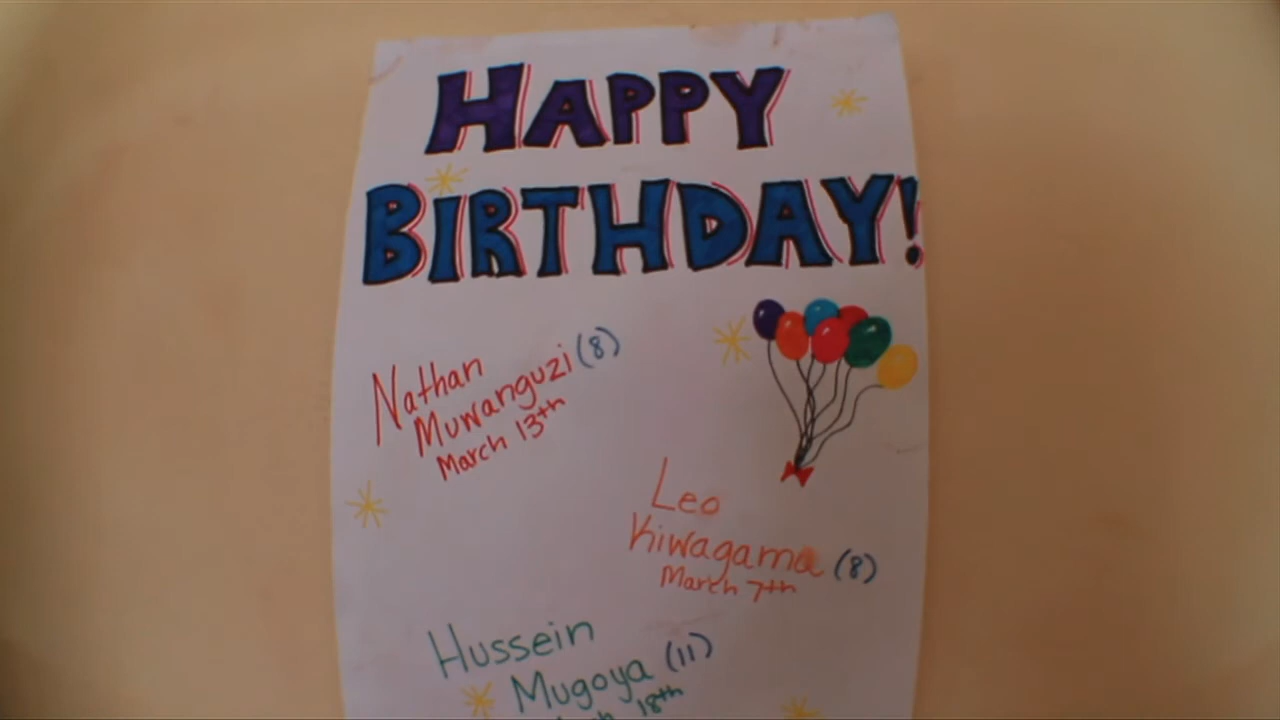 HAPPY
BIRTHDAY!
Nathan
Muwanguzi (8)
March 13th
Leo
Kiwagama (8)
March 7th
Hussein
Mugoya (11)
18th